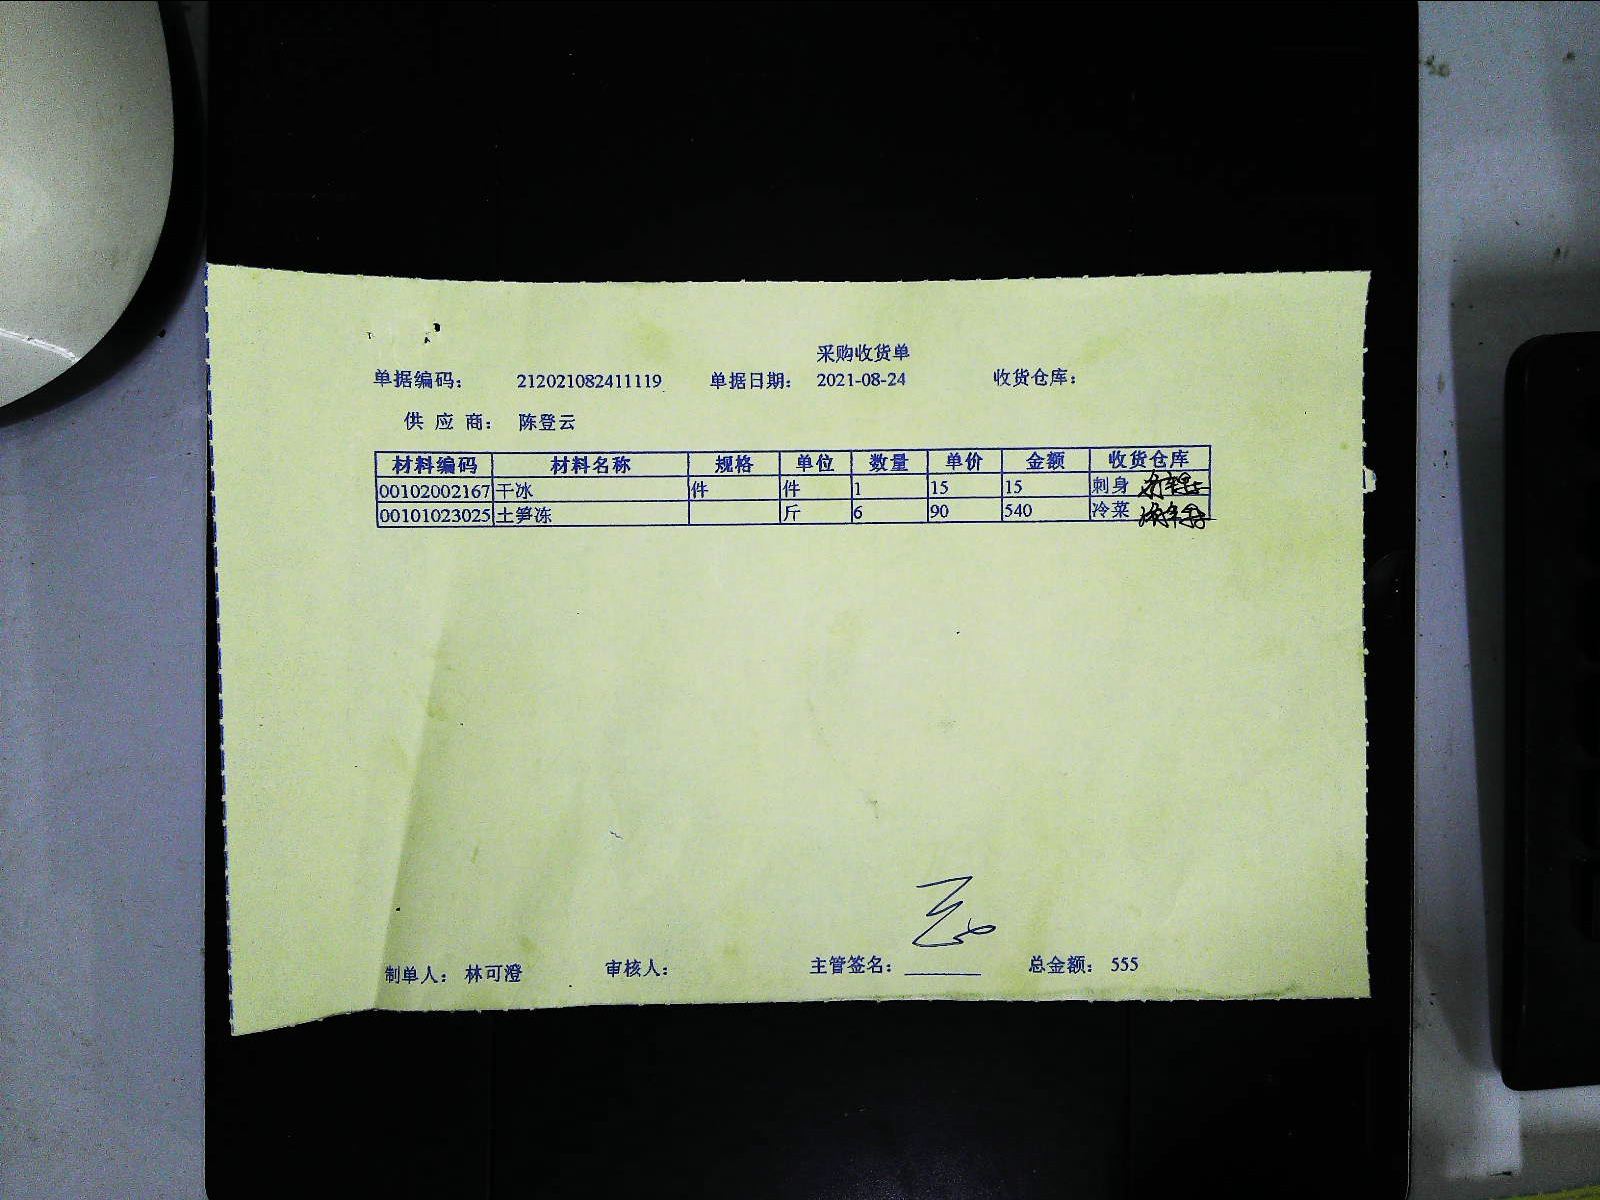 采购收货单
单据编码： 212021082411119 单据日期： 2021-08-24 收货仓库：
供 应 商： 陈登云
材料编码 材料名称 规格 单位 数量 单价 金额 收货仓库
00102002167 干冰 件 件 1 15 15 刺身
00101023025 土笋冻 斤 6 90 540 冷菜
制单人： 林可澄 审核人： 主管签名： 总金额： 555